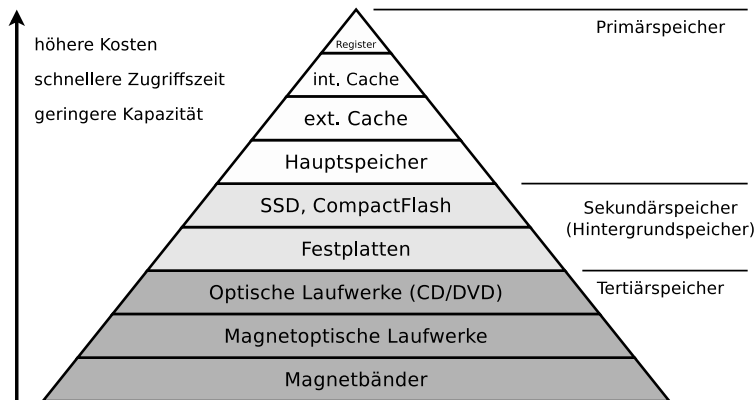 höhere Kosten
schnellere Zugriffszeit
geringere Kapazität
Register
int. Cache
ext. Cache
Hauptspeicher
SSD, CompactFlash
Festplatten
Optische Laufwerke (CD/DVD)
Magnetoptische Laufwerke
Magnetbänder
Primärspeicher
Sekundärspeicher
(Hintergrundspeicher)
Tertiärspeicher